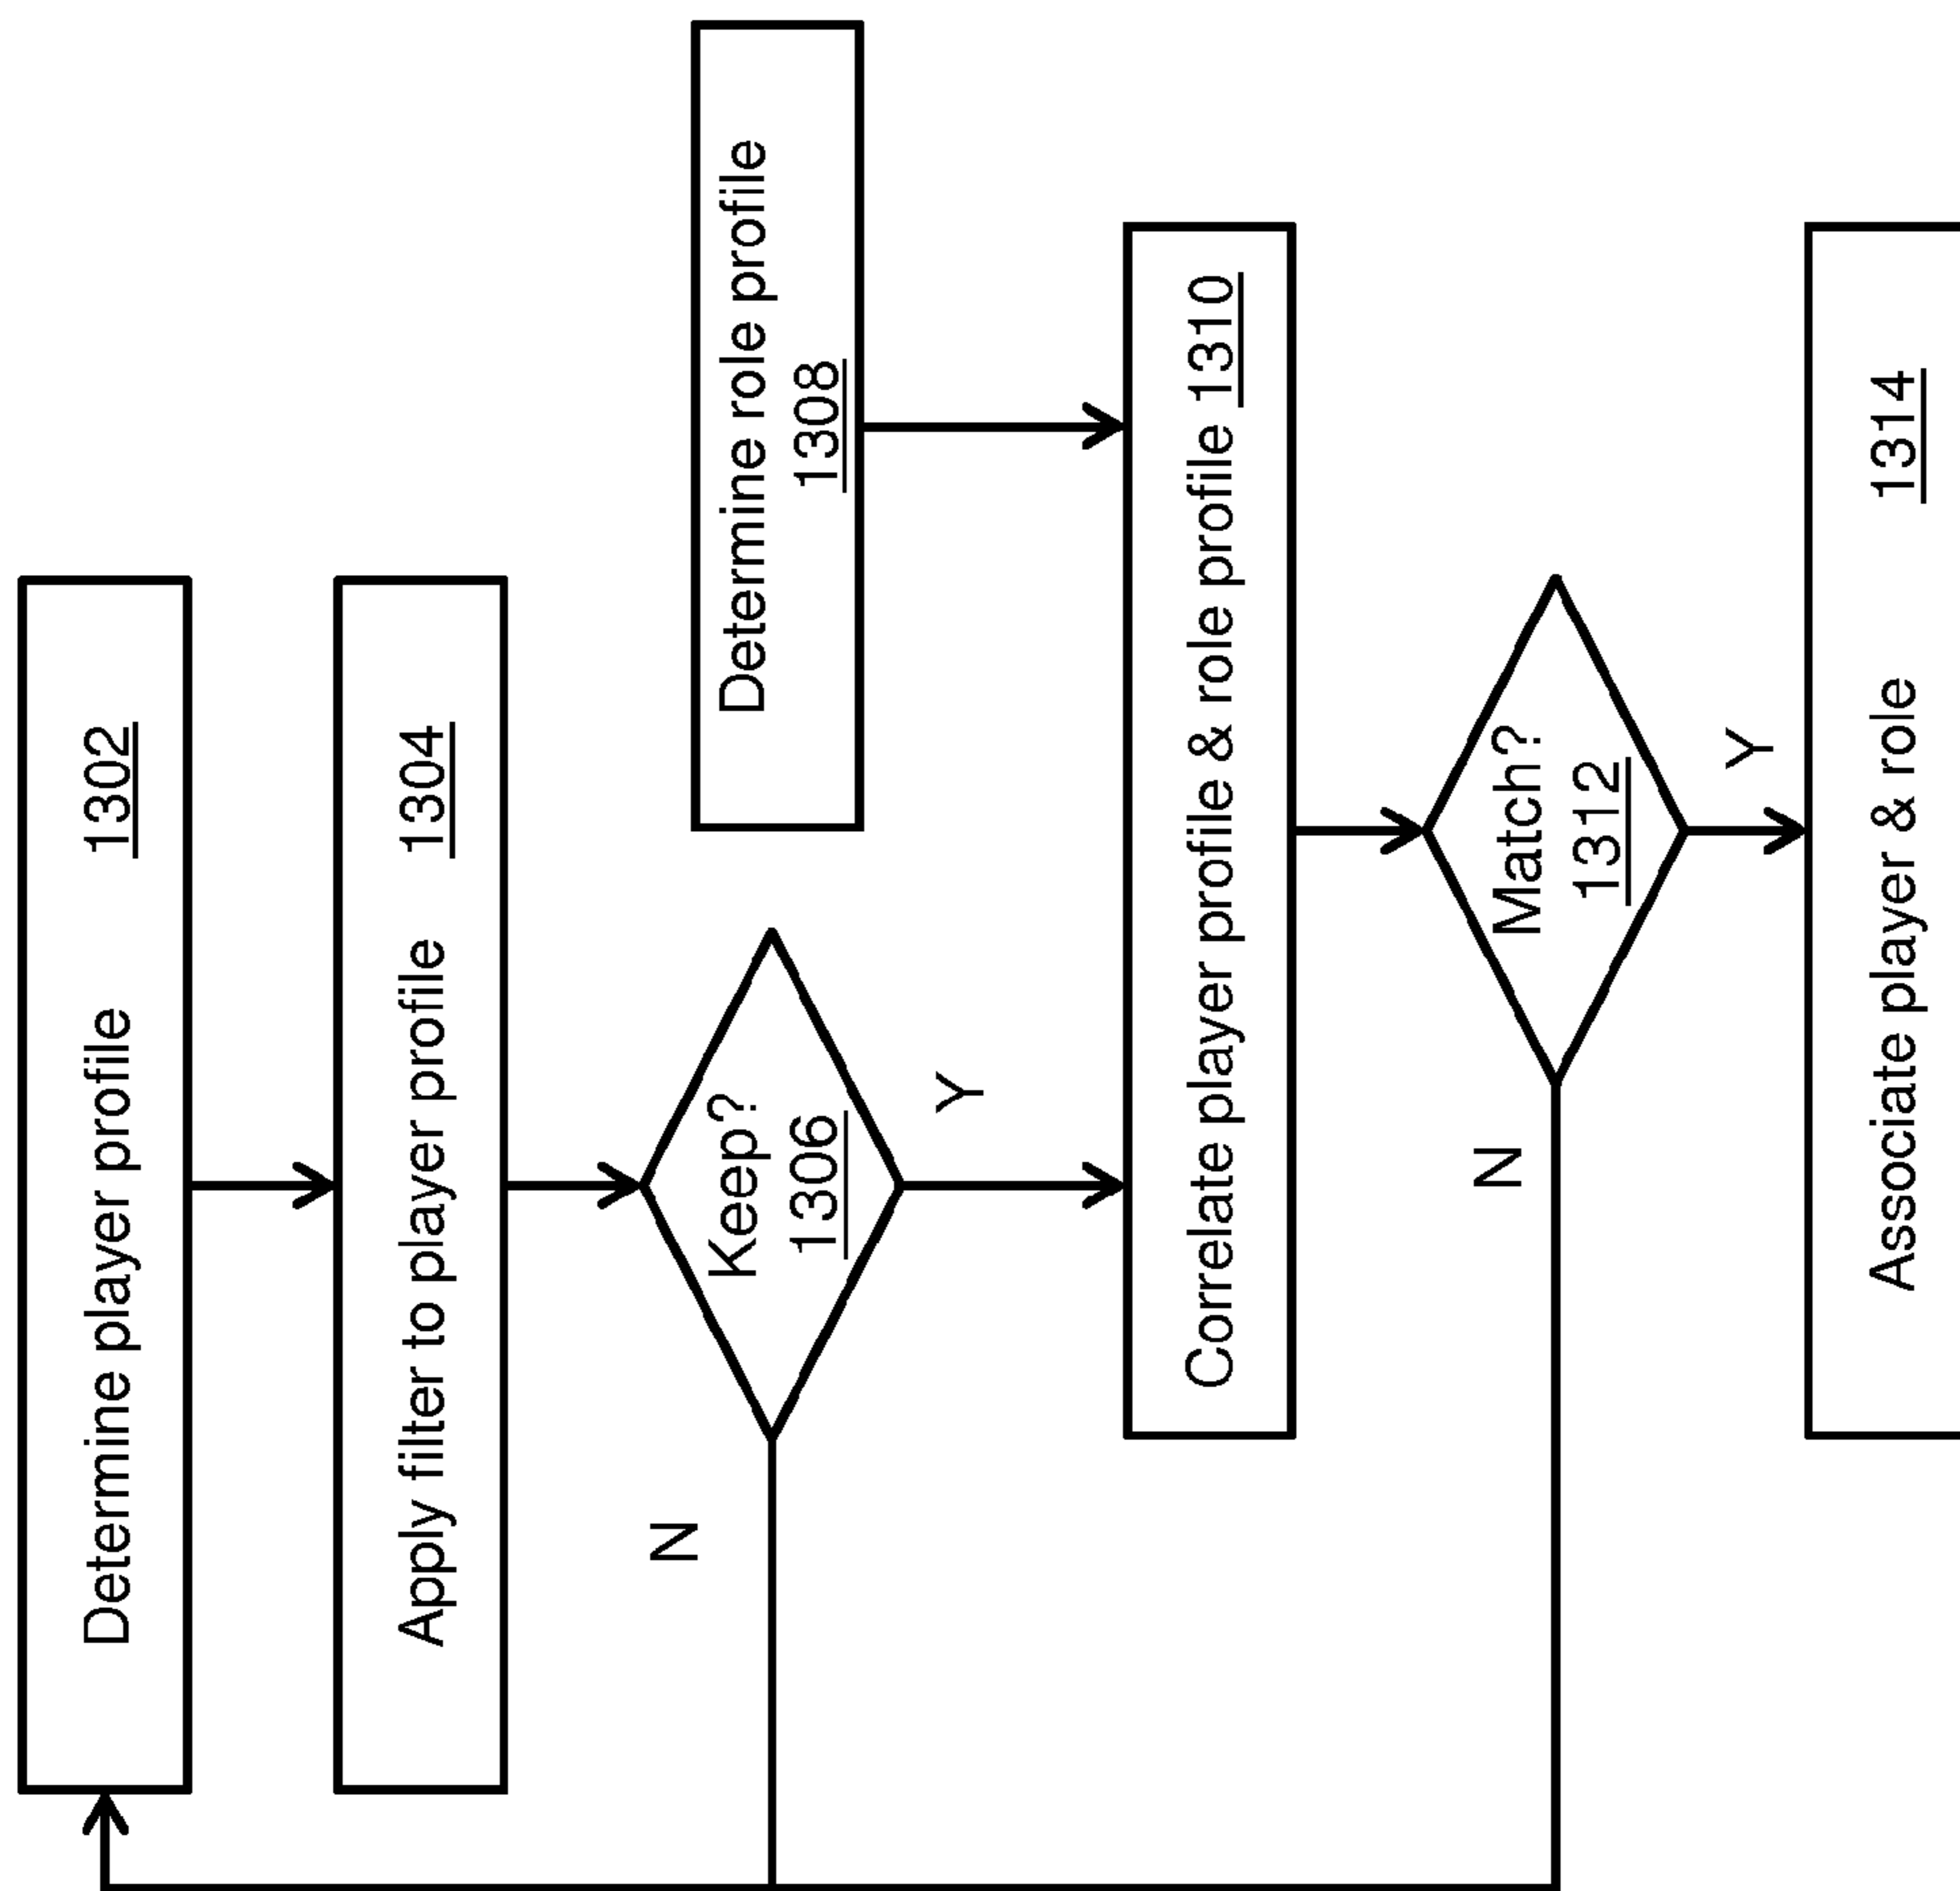 Determine player profile 1302
Apply filter to player profile 1304
Keep?
1306
N
Y
Determine role profile
1308
Correlate player profile & role profile 1310
Match?
1312
N
Y
Associate player & role 1314